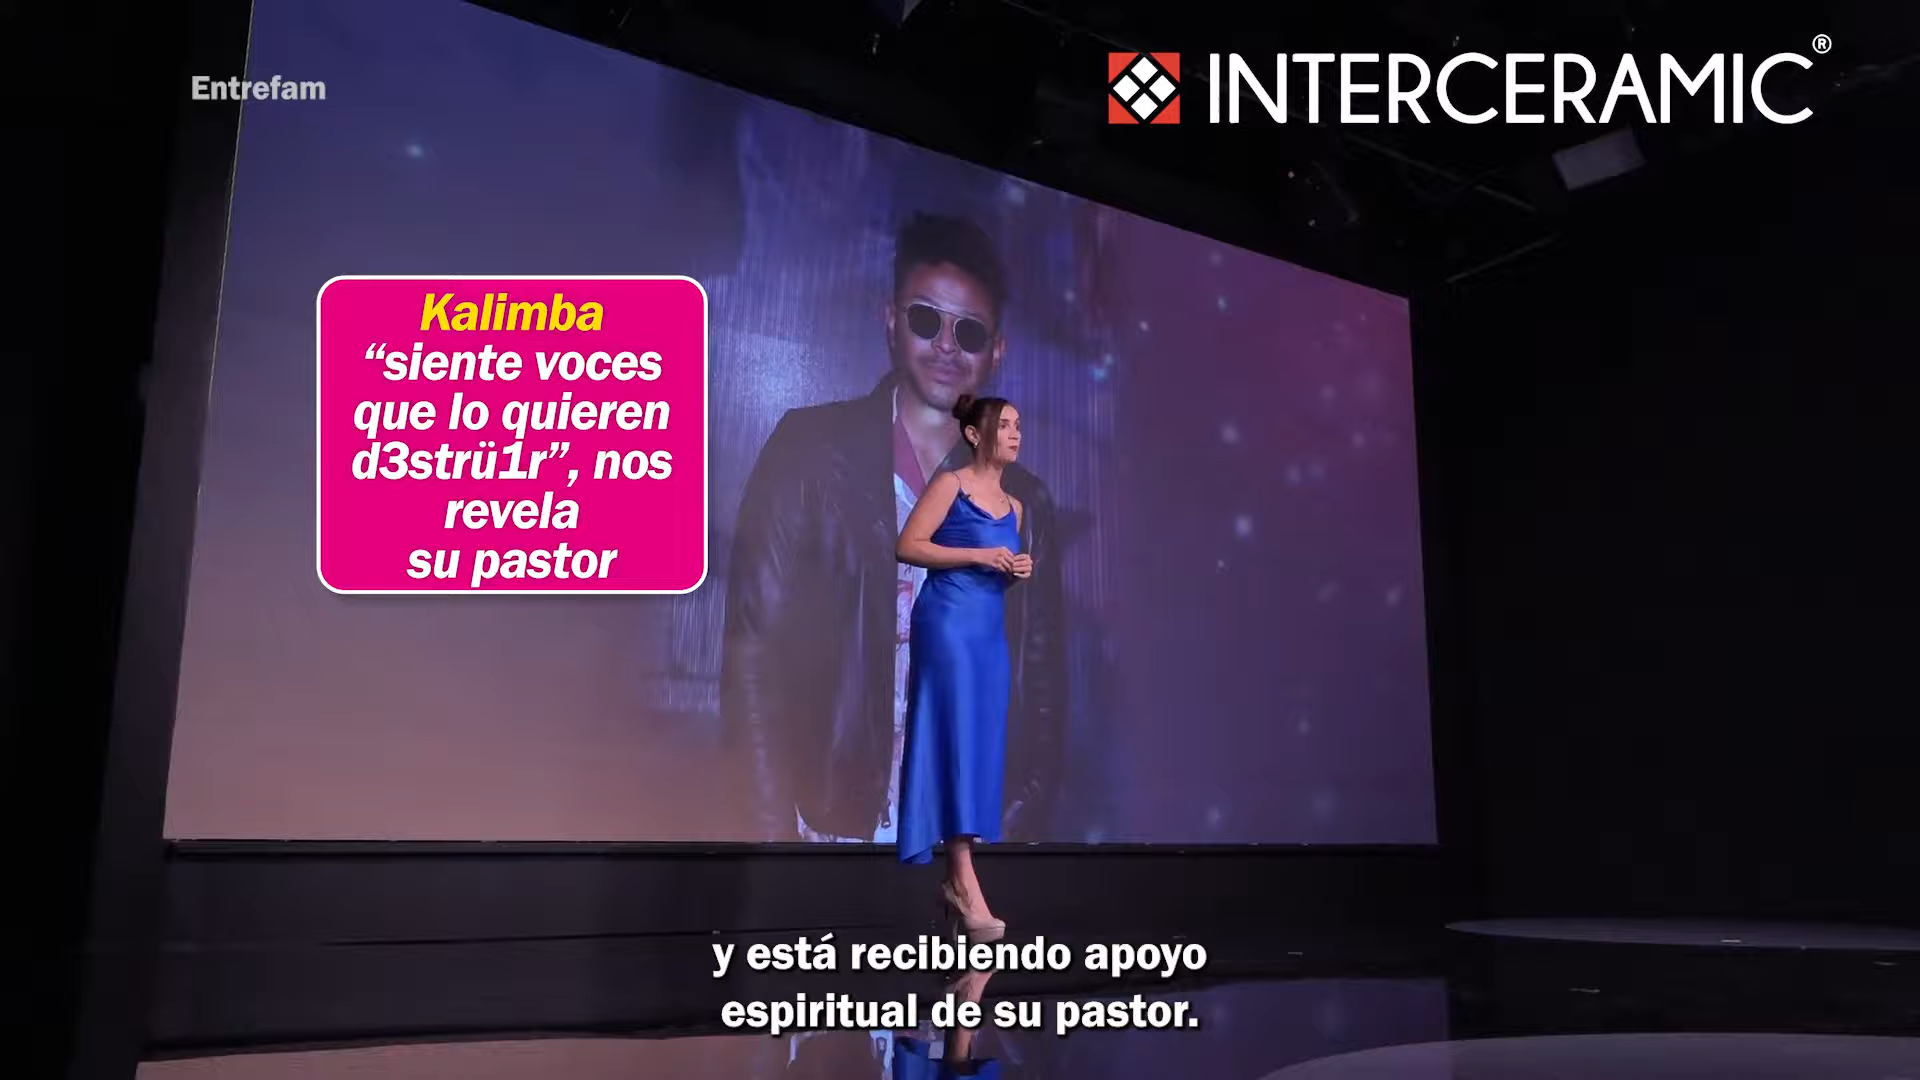 Entrefam
INTERCERAMIC®
Kalimba
“siente voces
que lo quieren
d3strü1r”, nos
revela
su pastor
y está recibiendo apoyo
espiritual de su pastor.